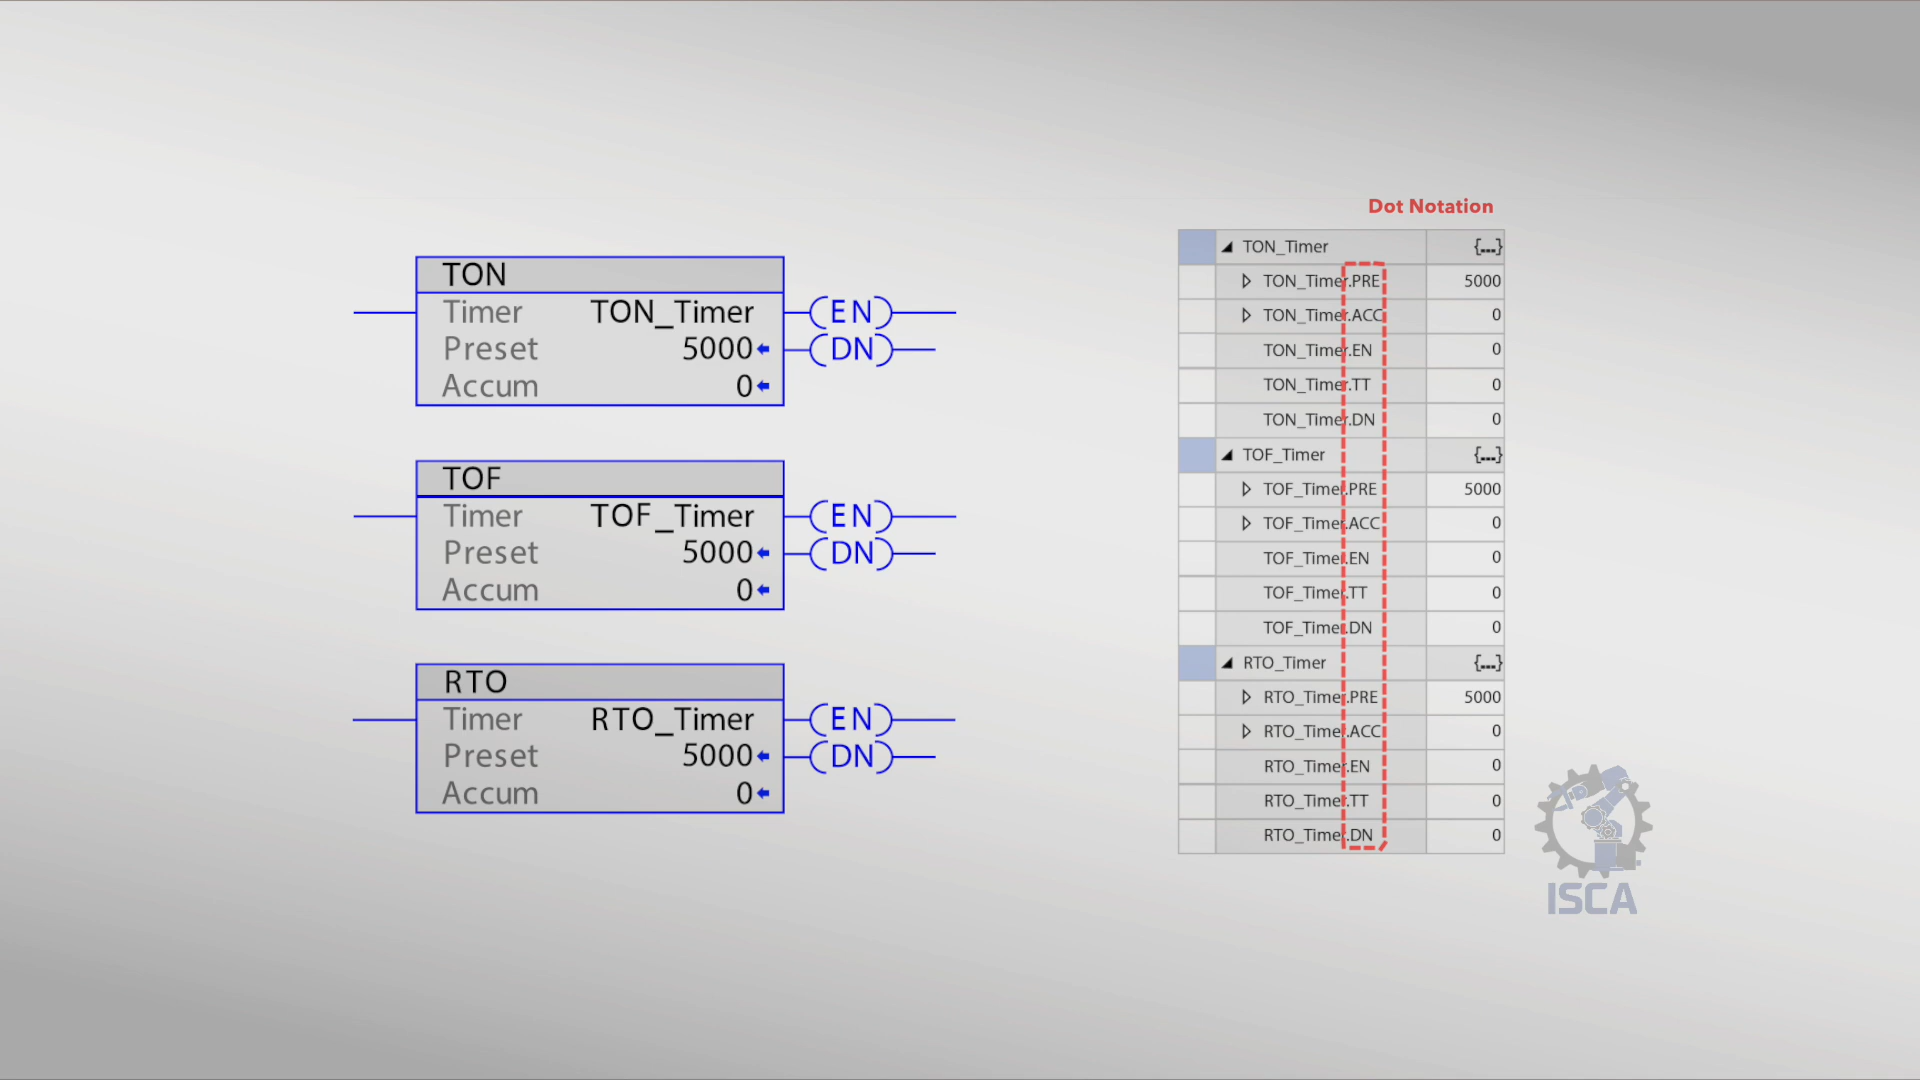 TON
Timer TON_Timer (EN)
Preset 5000 (DN)
Accum 0
TOF
Timer TOF_Timer (EN)
Preset 5000 (DN)
Accum 0
RTO
Timer RTO_Timer (EN)
Preset 5000 (DN)
Accum 0
Dot Notation
TON_Timer {...}
TON_Timer.PRE 5000
TON_Timer.ACC 0
TON_Timer.EN 0
TON_Timer.TT 0
TON_Timer.DN 0
TOF_Timer {...}
TOF_Timer.PRE 5000
TOF_Timer.ACC 0
TOF_Timer.EN 0
TOF_Timer.TT 0
TOF_Timer.DN 0
RTO_Timer {...}
RTO_Timer.PRE 5000
RTO_Timer.ACC 0
RTO_Timer.EN 0
RTO_Timer.TT 0
RTO_Timer.DN 0
ISCA